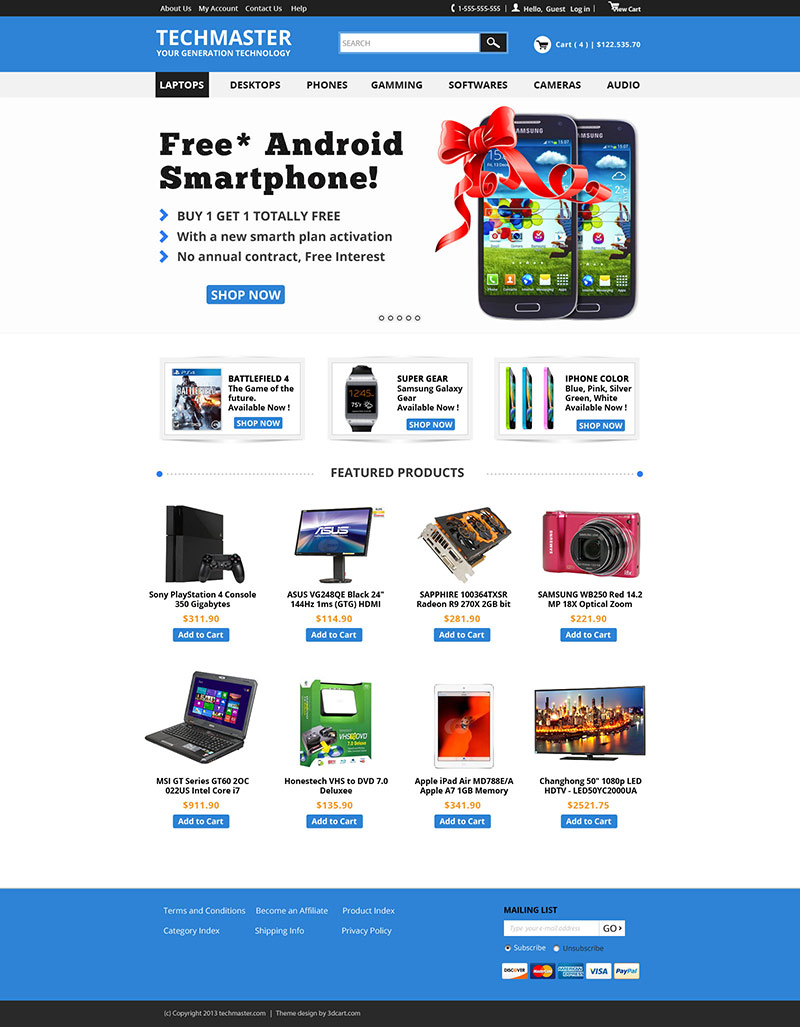 About Us My Account Contact Us Help
1-555-555-555 | Hello, Guest Log in | View Cart
TECHMASTER
YOUR GENERATION TECHNOLOGY
SEARCH
Cart ( 4 ) | $122.535.70
LAPTOPS DESKTOPS PHONES GAMMING SOFTWARES CAMERAS AUDIO
Free* Android
Smartphone!
BUY 1 GET 1 TOTALLY FREE
With a new smarth plan activation
No annual contract, Free Interest
SHOP NOW
SAMSUNG
BATTLEFIELD 4
The Game of the
future.
Available Now !
SHOP NOW
SUPER GEAR
Samsung Galaxy
Gear
Available Now !
SHOP NOW
IPHONE COLOR
Blue, Pink, Silver
Green, White
Available Now !
SHOP NOW
FEATURED PRODUCTS
ASUS
SAMSUNG
Sony PlayStation 4 Console
350 Gigabytes
$311.90
Add to Cart
ASUS VG248QE Black 24"
144Hz 1ms (GTG) HDMI
$114.90
Add to Cart
SAPPHIRE 100364TXSR
Radeon R9 270X 2GB bit
$281.90
Add to Cart
SAMSUNG WB250 Red 14.2
MP 18X Optical Zoom
$221.90
Add to Cart
MSI GT Series GT60 2OC
022US Intel Core i7
$911.90
Add to Cart
Honestech VHS to DVD 7.0
Deluxee
$135.90
Add to Cart
Apple iPad Air MD788E/A
Apple A7 1GB Memory
$341.90
Add to Cart
Changhong 50" 1080p LED
HDTV - LED50YC2000UA
$2521.75
Add to Cart
Terms and Conditions Become an Affiliate Product Index
Category Index Shipping Info Privacy Policy
MAILING LIST
Type your e-mail address GO
Subscribe Unsubscribe
DISCOVER MasterCard AMERICAN EXPRESS VISA PayPal
(c) Copyright 2013 techmaster.com | Theme design by 3dcart.com